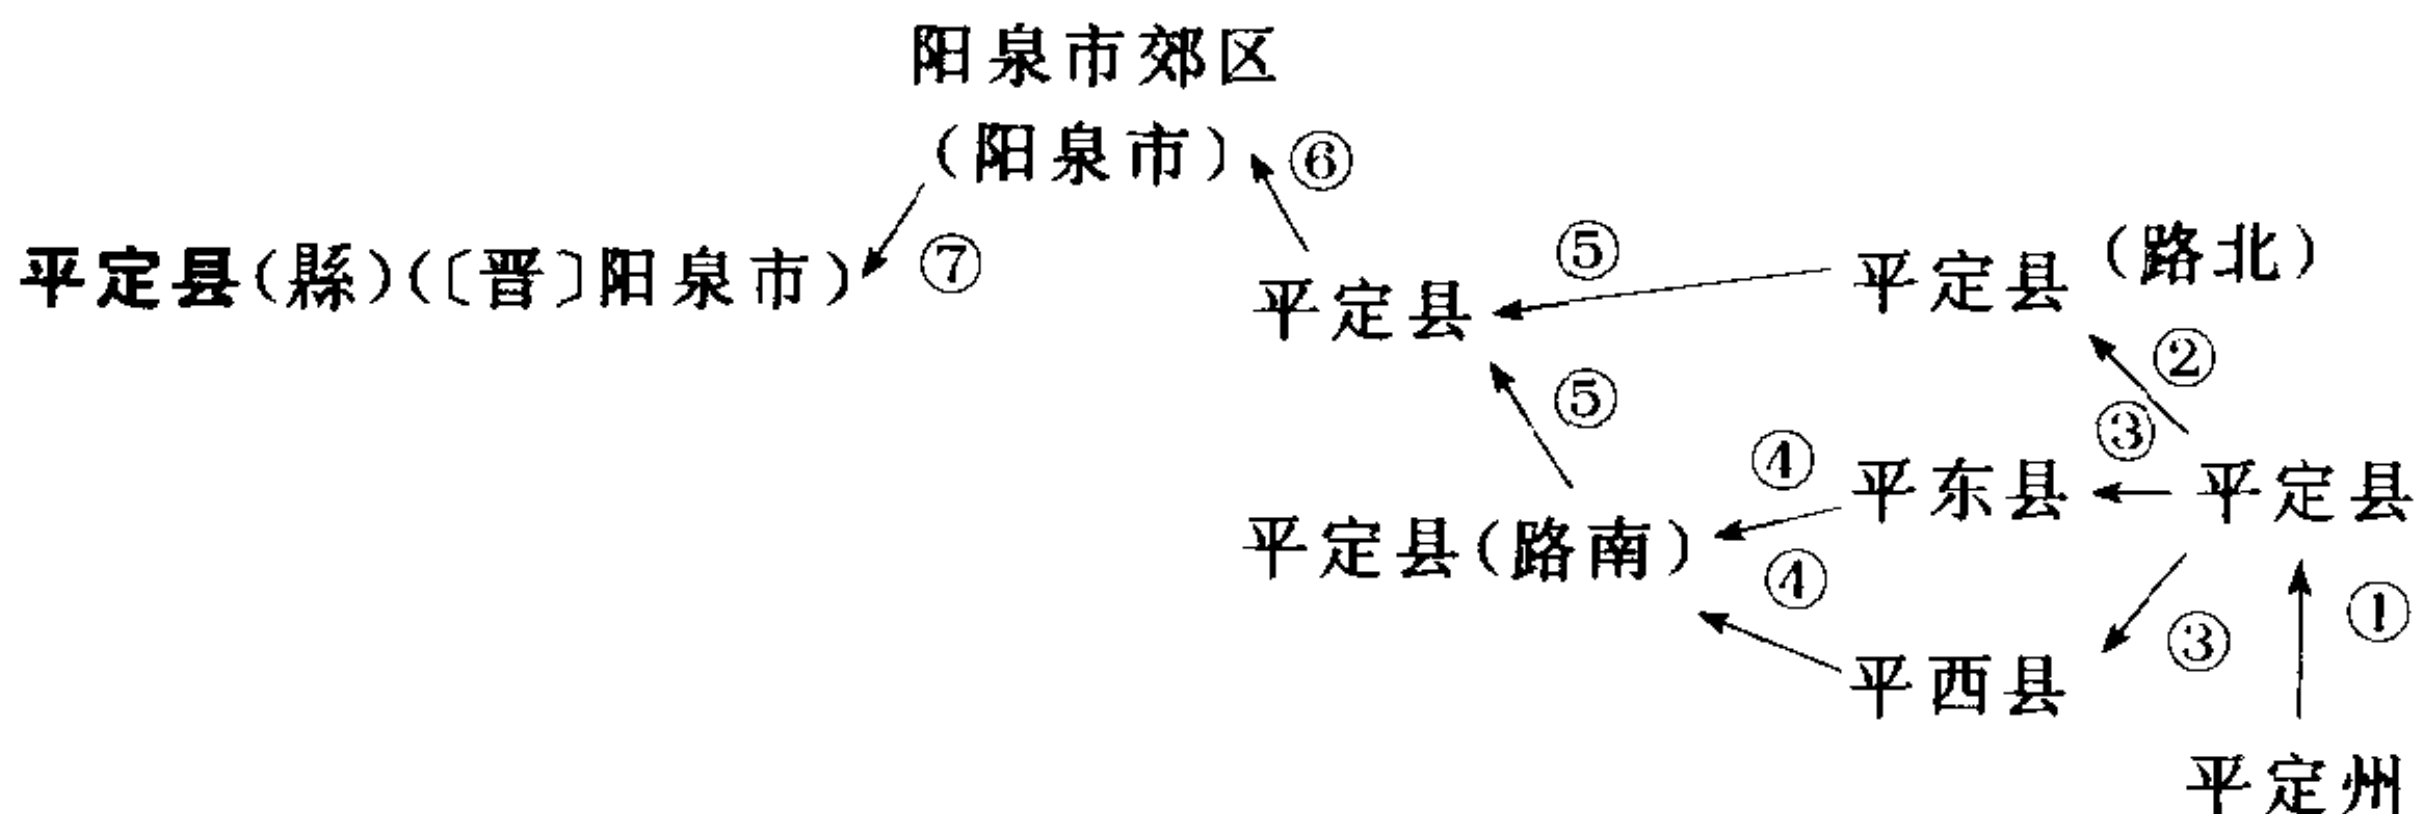 阳泉市郊区
(阳泉市)
⑥
平定县(縣)(〔晋〕阳泉市)
⑦
平定县
⑤
平定县(路北)
②
⑤
③
④
平东县
平定县
平定县(路南)
④
①
③
平西县
平定州